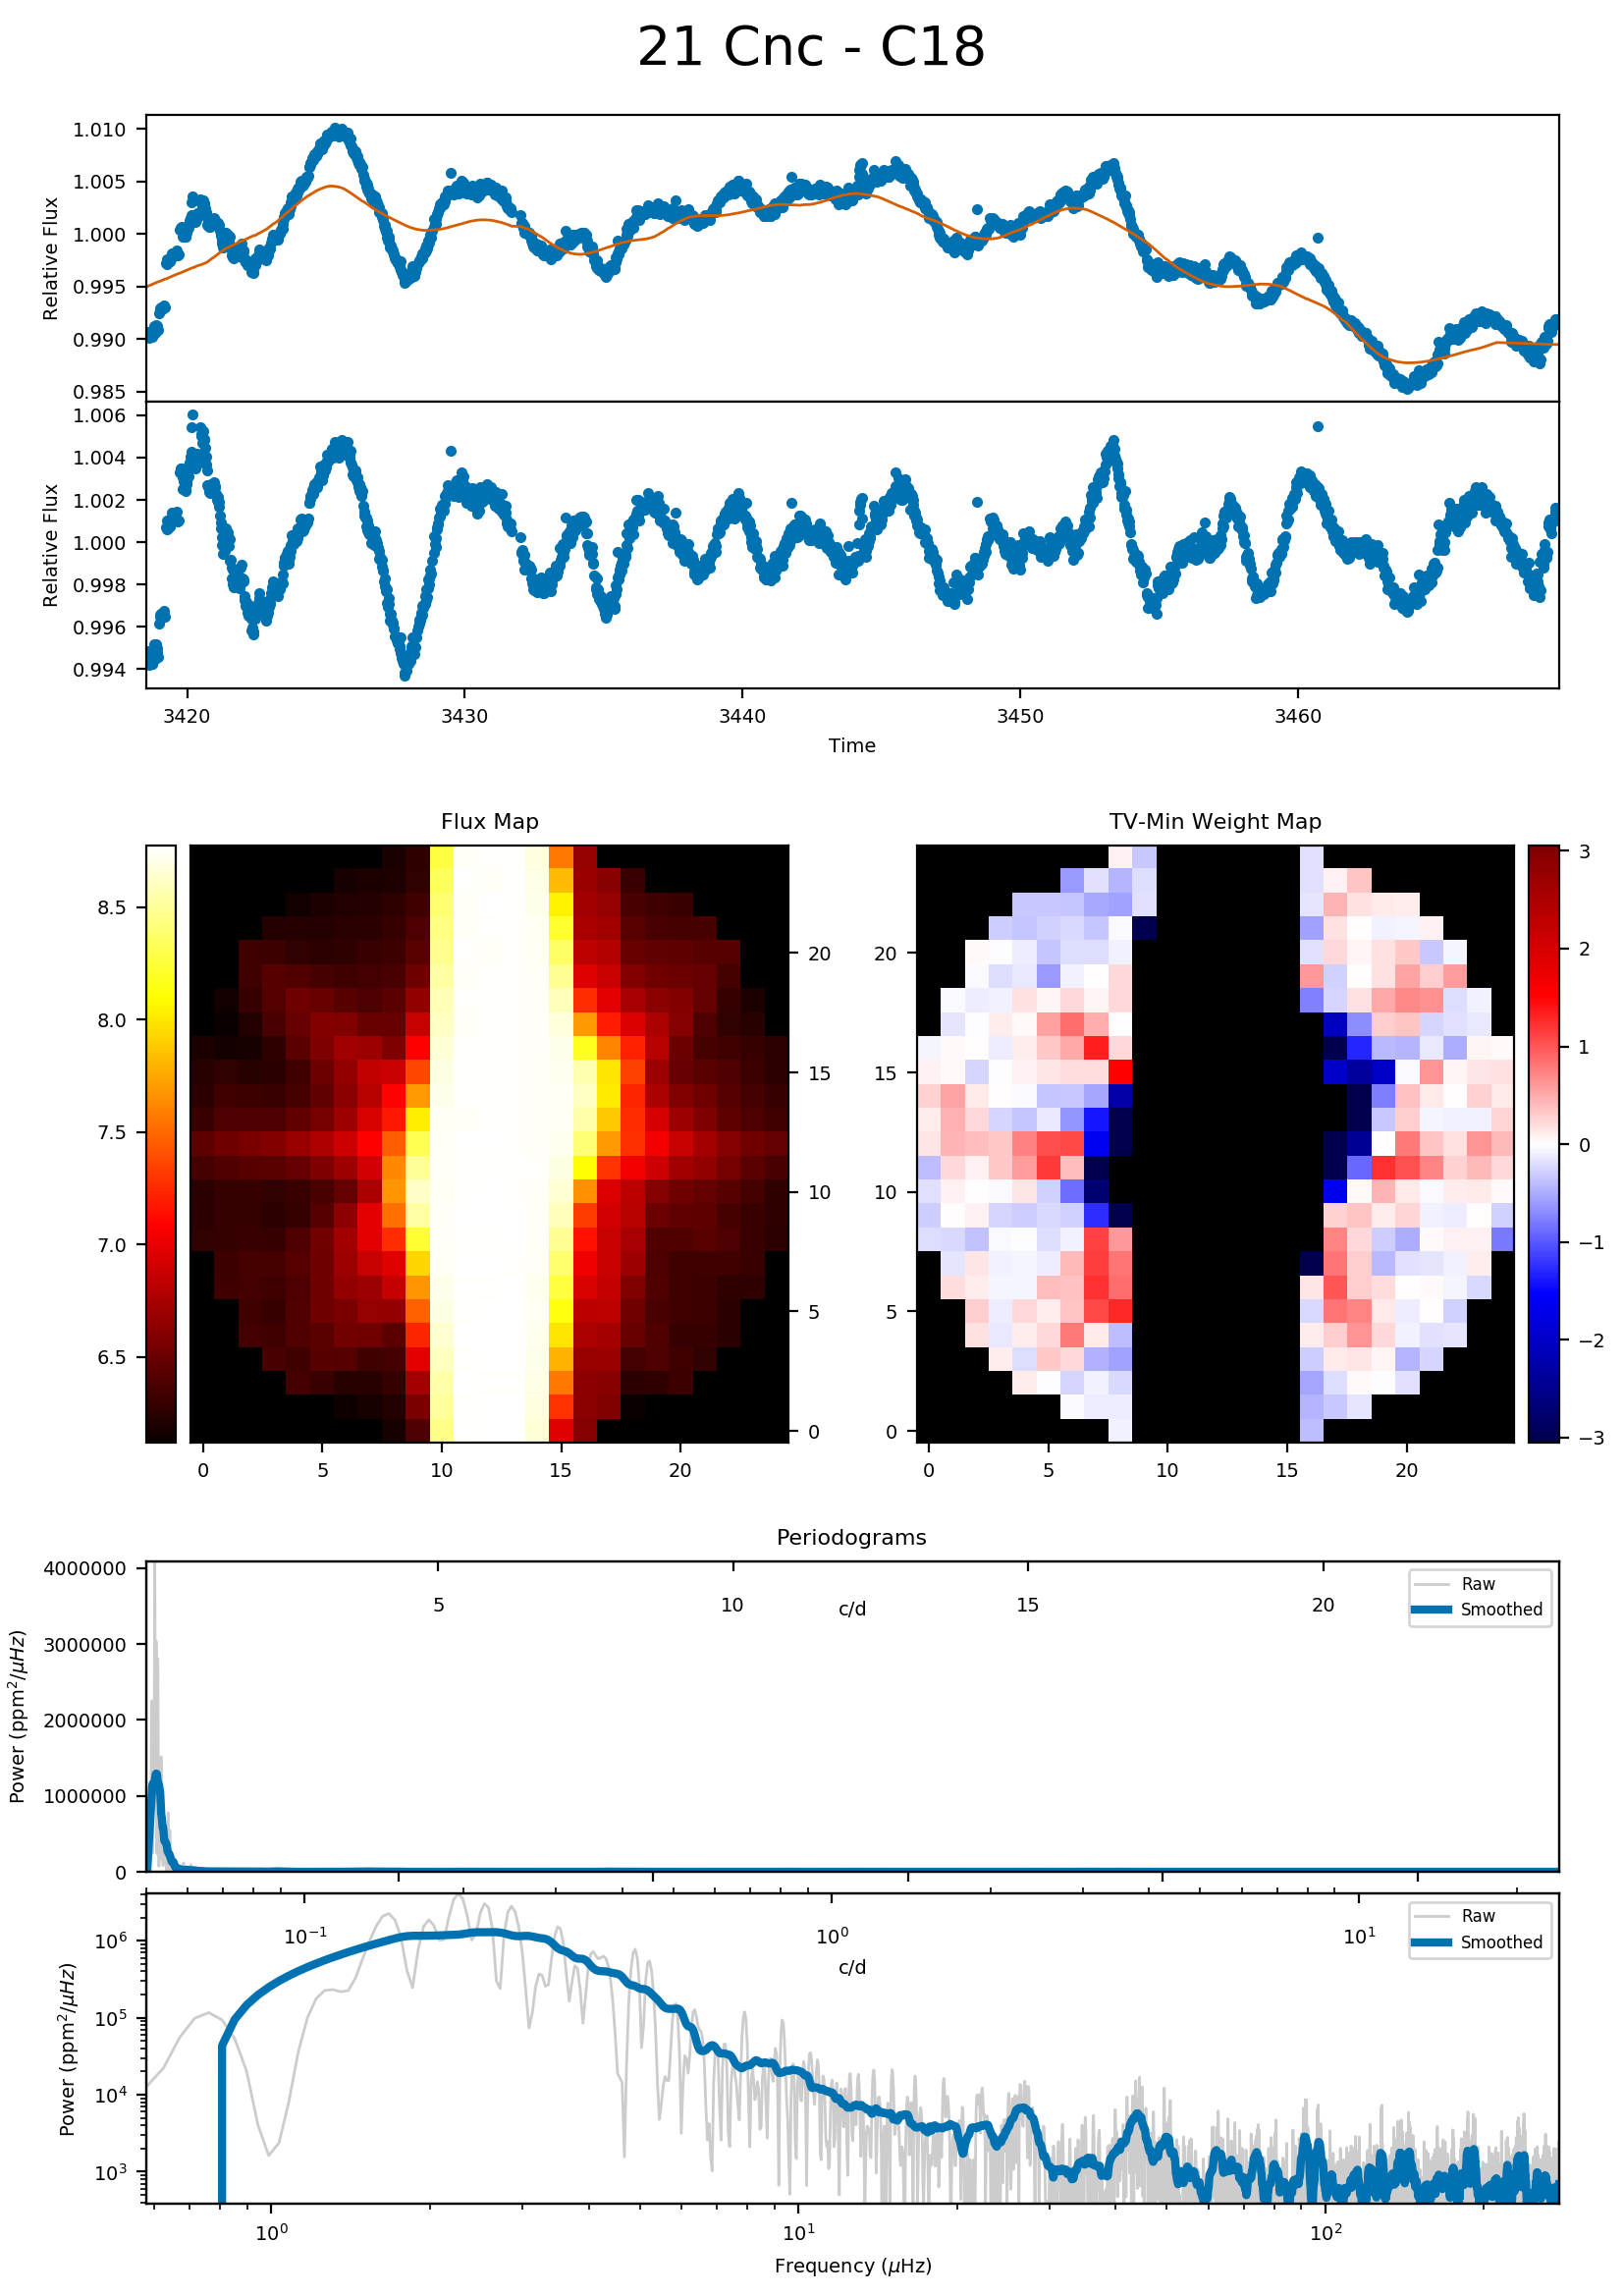 21 Cnc - C18
1.010
1.005
1.000
0.995
0.990
0.985
Relative Flux
1.006
1.004
1.002
1.000
0.998
0.996
0.994
Relative Flux
3420 3430 3440 3450 3460
Time
Flux Map
8.5
8.0
7.5
7.0
6.5
20
15
10
5
0
0 5 10 15 20
TV-Min Weight Map
20
15
10
5
0
0 5 10 15 20
3
2
1
0
−1
−2
−3
Periodograms
4000000
3000000
2000000
1000000
0
Power (ppm²/μHz)
5 10 15 20
c/d
Raw
Smoothed
10⁶
10⁵
10⁴
10³
Power (ppm²/μHz)
10⁻¹ 10⁰ 10¹
c/d
Raw
Smoothed
10⁰ 10¹ 10²
Frequency (μHz)